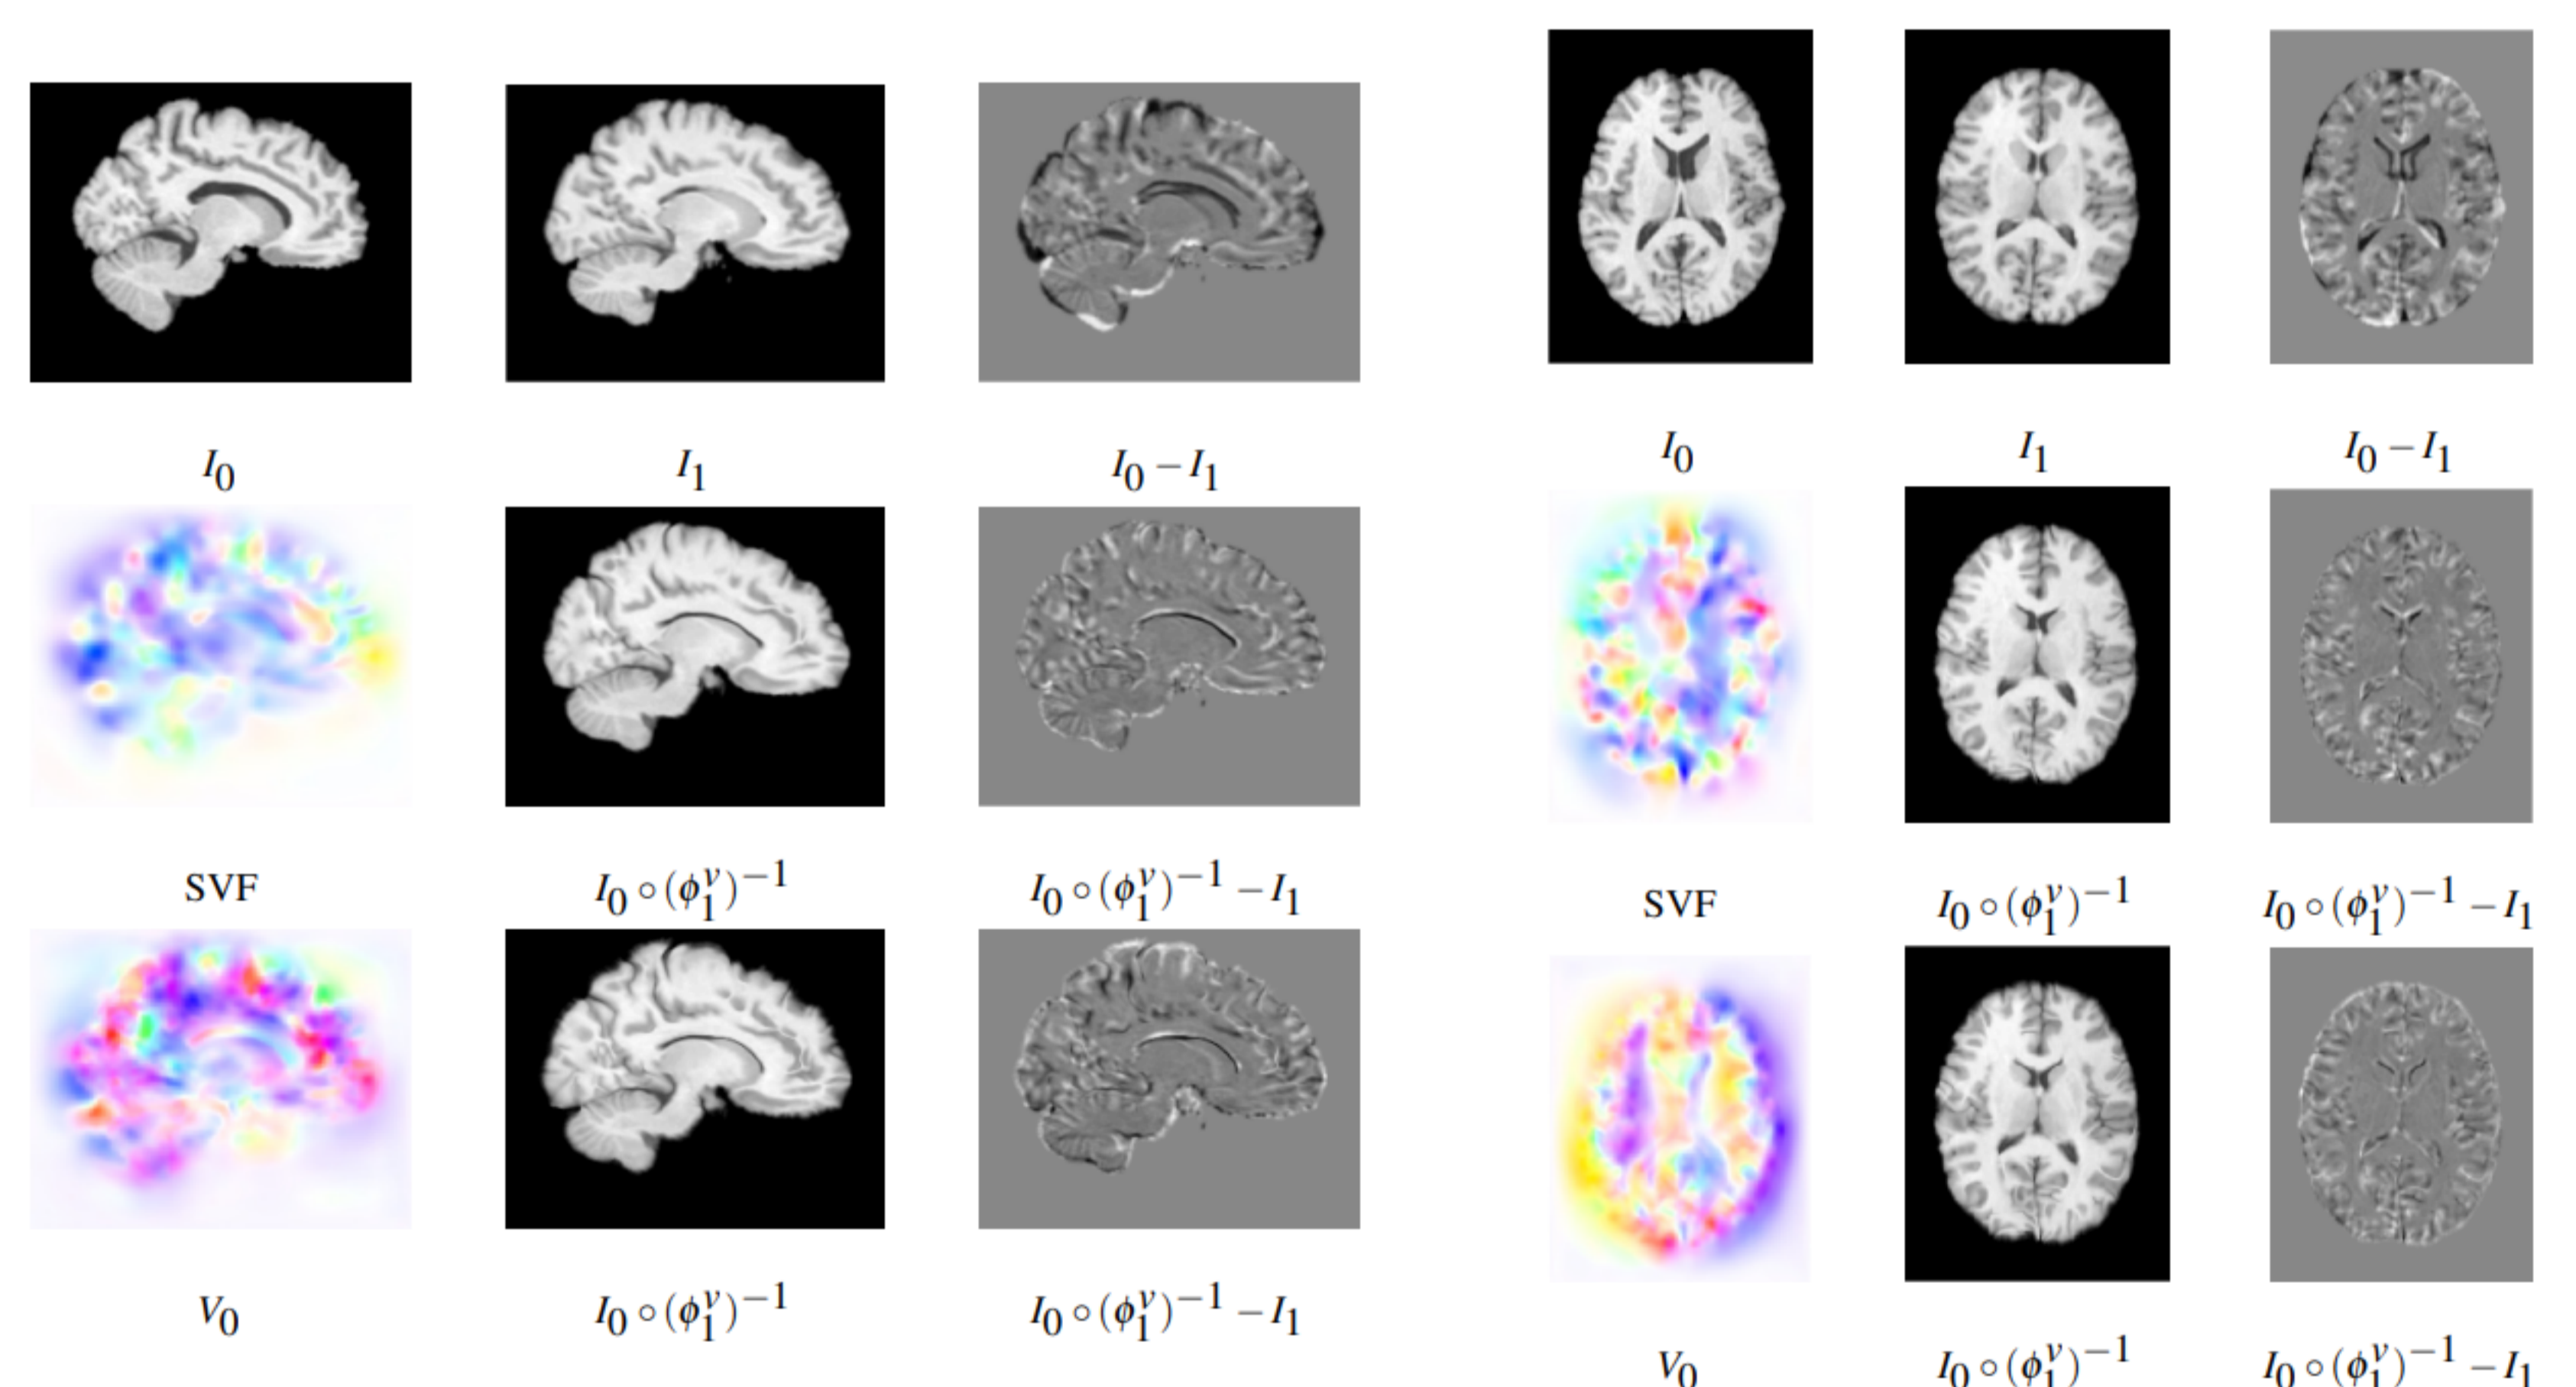 I₀ I₁ I₀ − I₁
I₀ I₁ I₀ − I₁
SVF I₀ ∘ (ϕ₁ᵛ)⁻¹ I₀ ∘ (ϕ₁ᵛ)⁻¹ − I₁
SVF I₀ ∘ (ϕ₁ᵛ)⁻¹ I₀ ∘ (ϕ₁ᵛ)⁻¹ − I₁
V₀ I₀ ∘ (ϕ₁ᵛ)⁻¹ I₀ ∘ (ϕ₁ᵛ)⁻¹ − I₁
V₀ I₀ ∘ (ϕ₁ᵛ)⁻¹ I₀ ∘ (ϕ₁ᵛ)⁻¹ − I₁